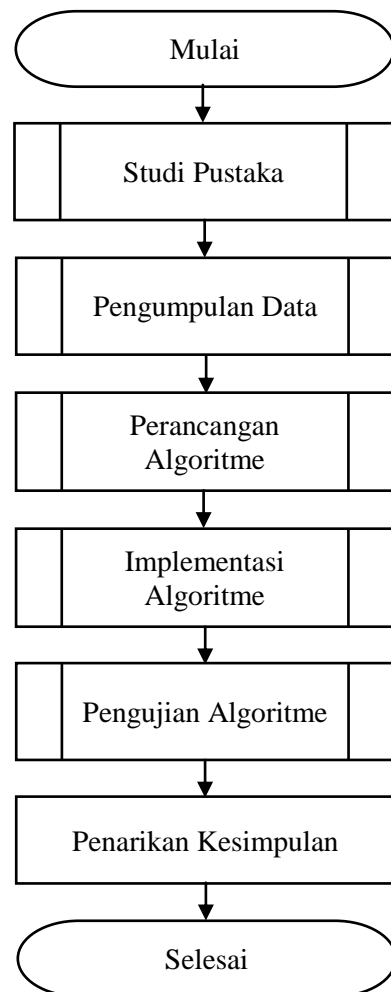 Mulai
Studi Pustaka
Pengumpulan Data
Perancangan
Algoritme
Implementasi
Algoritme
Pengujian Algoritme
Penarikan Kesimpulan
Selesai